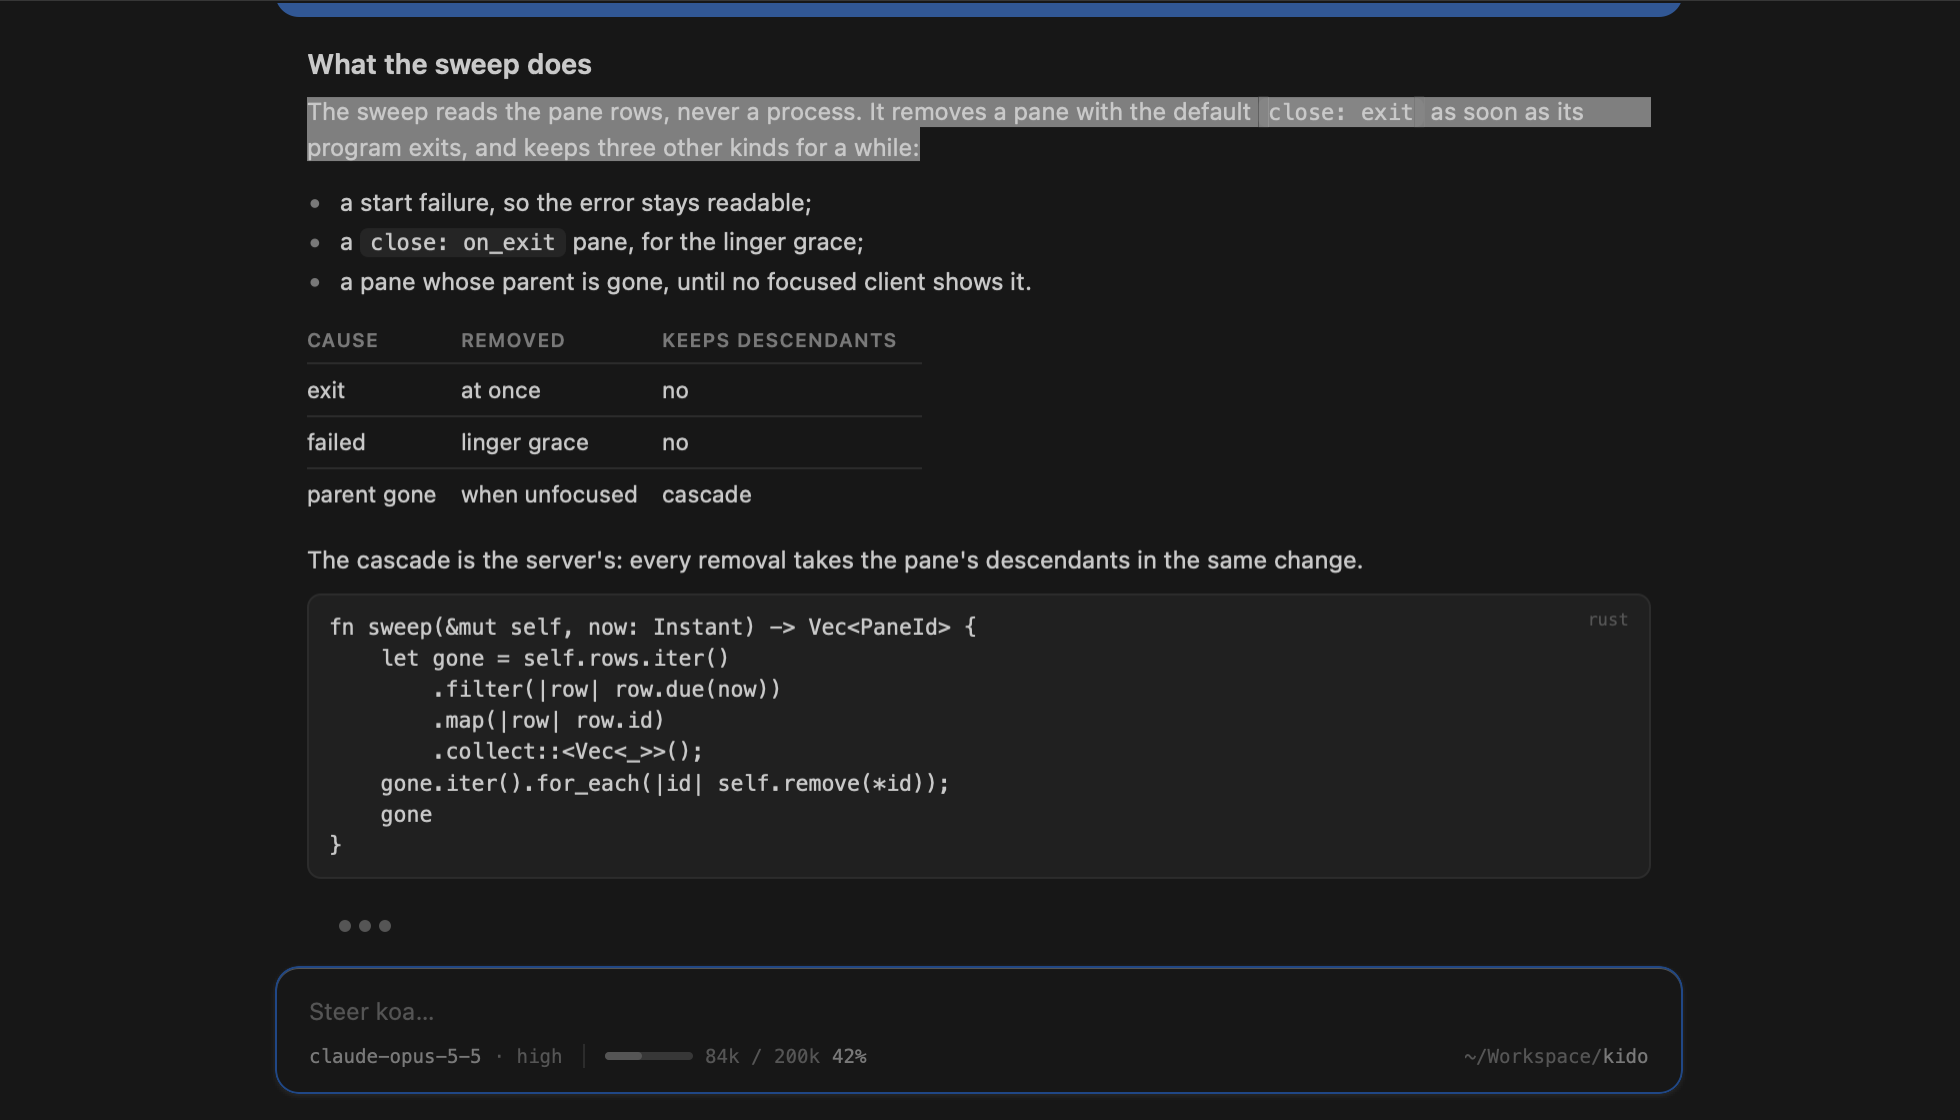 What the sweep does
The sweep reads the pane rows, never a process. It removes a pane with the default close: exit as soon as its
program exits, and keeps three other kinds for a while:
• a start failure, so the error stays readable;
• a close: on_exit pane, for the linger grace;
• a pane whose parent is gone, until no focused client shows it.
CAUSE REMOVED KEEPS DESCENDANTS
exit at once no
failed linger grace no
parent gone when unfocused cascade
The cascade is the server's: every removal takes the pane's descendants in the same change.
rust
fn sweep(&mut self, now: Instant) -> Vec<PaneId> {
    let gone = self.rows.iter()
        .filter(|row| row.due(now))
        .map(|row| row.id)
        .collect::<Vec<_>>();
    gone.iter().for_each(|id| self.remove(*id));
    gone
}
Steer koa...
claude-opus-5-5 · high | 84k / 200k 42% ~/Workspace/kido